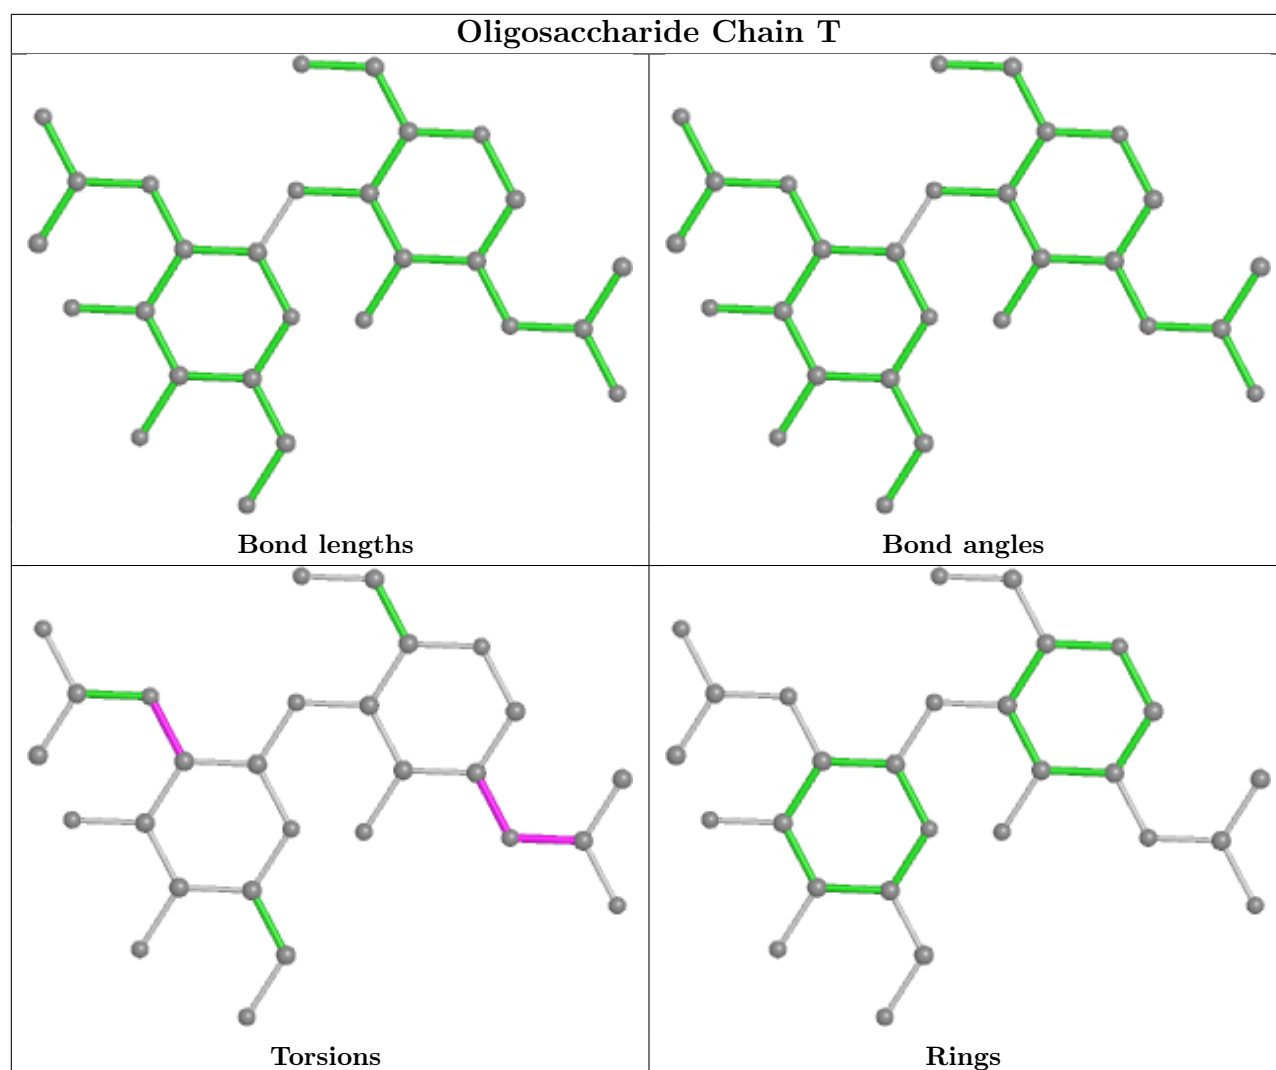 Oligosaccharide Chain T
Bond lengths
Bond angles
Torsions
Rings